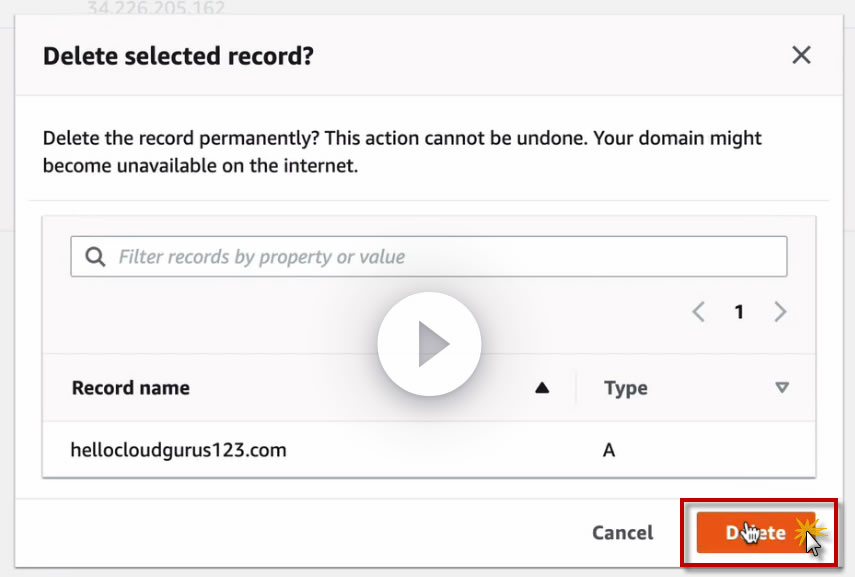 34.226.205.162
Delete selected record?
Delete the record permanently? This action cannot be undone. Your domain might
become unavailable on the internet.
Filter records by property or value
1
Record name
Type
hellocloudgurus123.com
A
Cancel
Delete